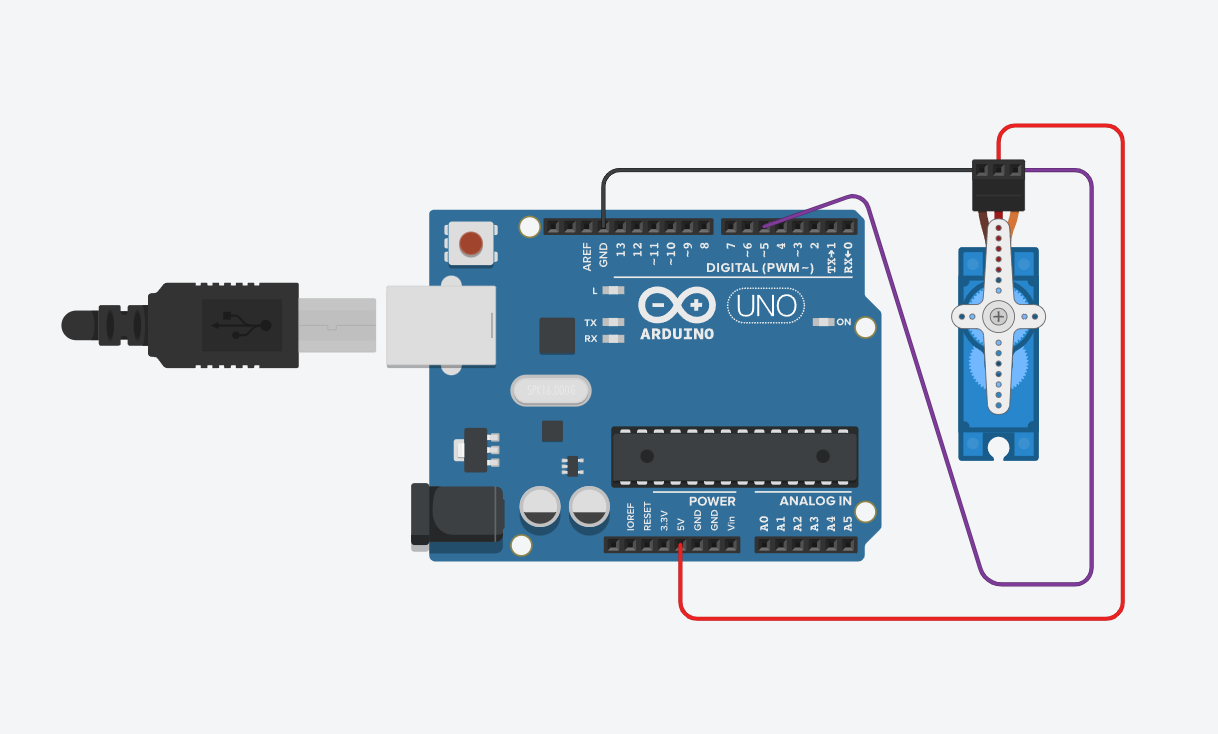 AREF
GND
13
12
~11
~10
~9
8
7
~6
~5
4
~3
2
TX→1
RX←0
DIGITAL (PWM~)
L
TX
RX
ARDUINO
UNO
ON
POWER
ANALOG IN
IOREF
RESET
3.3V
5V
GND
GND
Vin
A0
A1
A2
A3
A4
A5